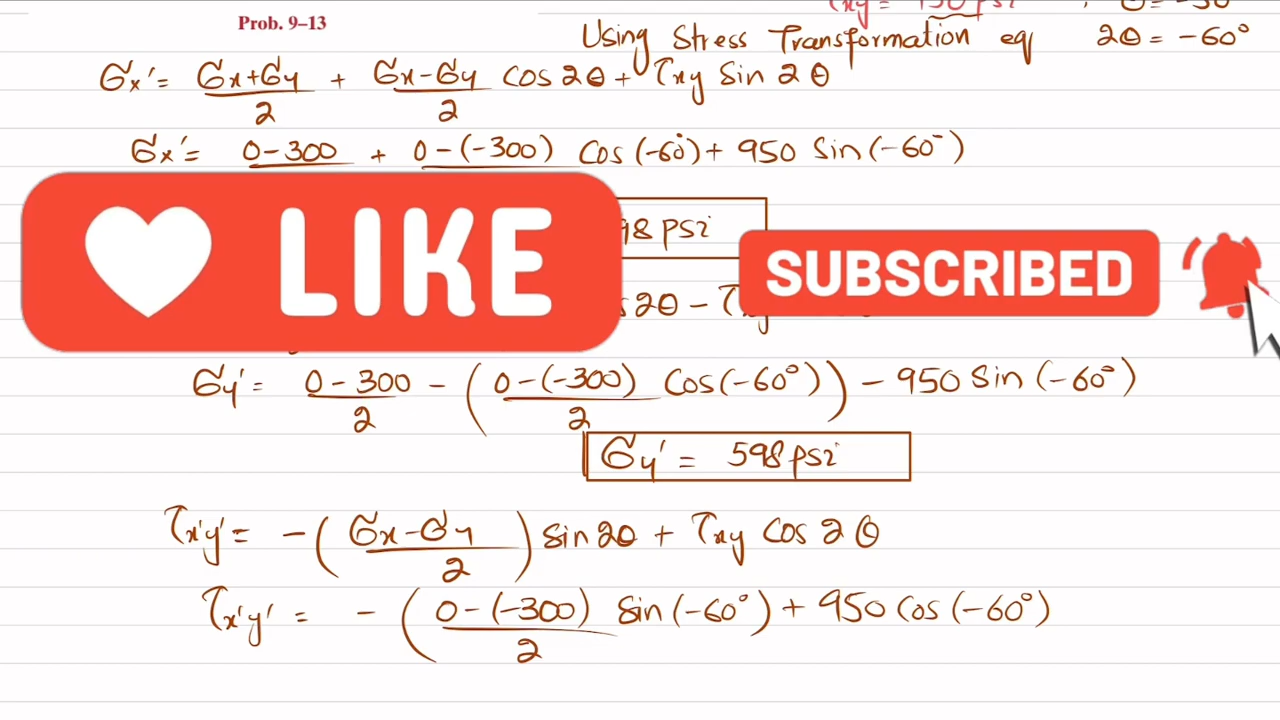 Prob. 9–13
Using Stress Transformation eq 2θ = -60°
σx' = σx+σy/2 + σx-σy/2 cos 2θ + τxy Sin 2θ
σx' = 0-300 + 0-(-300) Cos(-60°) + 950 Sin(-60°)
98 psi
LIKE
SUBSCRIBED
2θ - τ
σy' = 0-300/2 - (0-(-300)/2 Cos(-60°)) - 950 Sin(-60°)
σy' = 598 psi
τx'y' = -(σx-σy/2) Sin2θ + τxy Cos 2θ
τx'y' = -(0-(-300)/2 Sin(-60°) + 950 Cos(-60°)